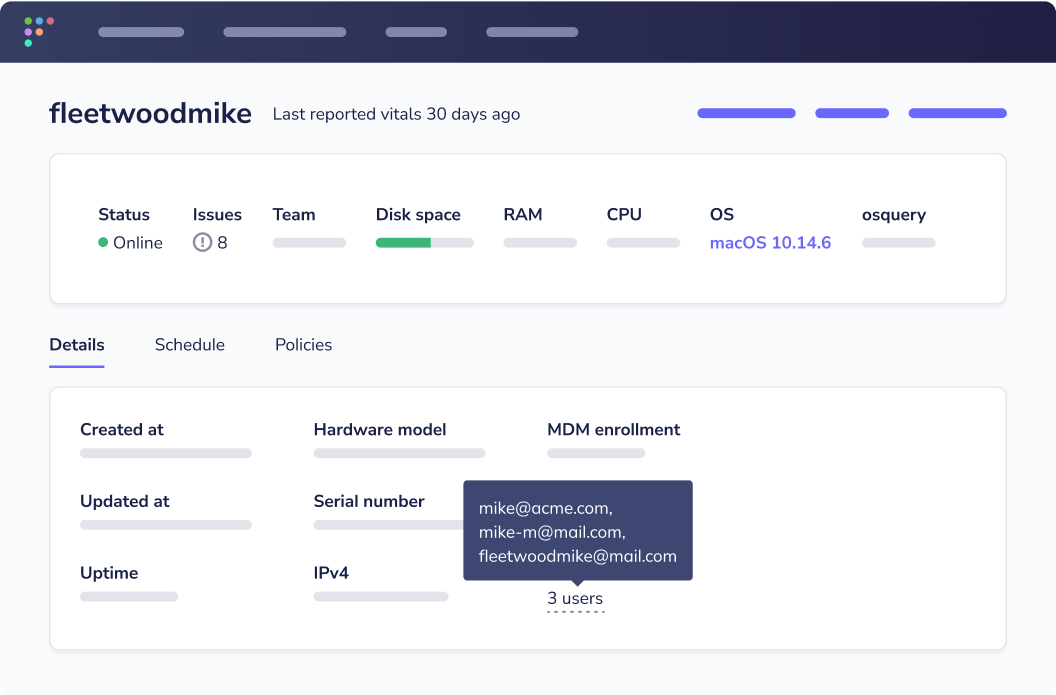 fleetwoodmike
Last reported vitals 30 days ago
Status
Issues
Team
Disk space
RAM
CPU
OS
osquery
Online
8
macOS 10.14.6
Details
Schedule
Policies
Created at
Hardware model
MDM enrollment
Updated at
Serial number
mike@acme.com,
mike-m@mail.com,
fleetwoodmike@mail.com
Uptime
IPv4
3 users